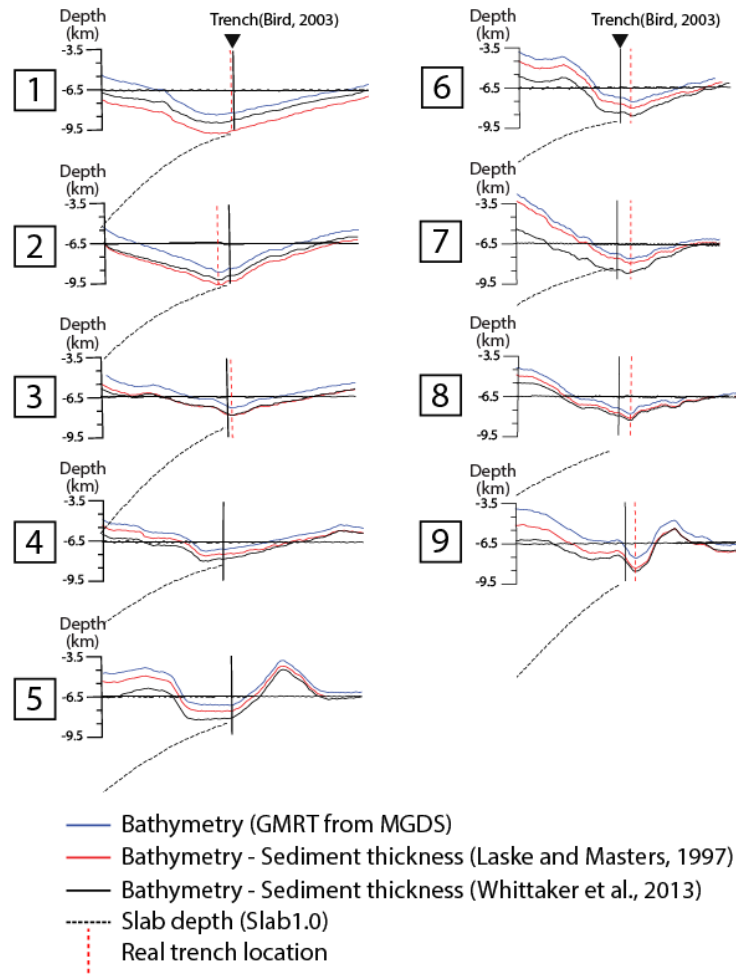 Trench(Bird, 2003)
Depth
(km)
-3.5
-6.5
-9.5
1
Depth
(km)
-3.5
-6.5
-9.5
2
Depth
(km)
-3.5
-6.5
-9.5
3
Depth
(km)
-3.5
-6.5
-9.5
4
Depth
(km)
-3.5
-6.5
-9.5
5
Trench(Bird, 2003)
Depth
(km)
-3.5
-6.5
-9.5
6
Depth
(km)
-3.5
-6.5
-9.5
7
Depth
(km)
-3.5
-6.5
-9.5
8
Depth
(km)
-3.5
-6.5
-9.5
9
Bathymetry (GMRT from MGDS)
Bathymetry - Sediment thickness (Laske and Masters, 1997)
Bathymetry - Sediment thickness (Whittaker et al., 2013)
Slab depth (Slab1.0)
Real trench location